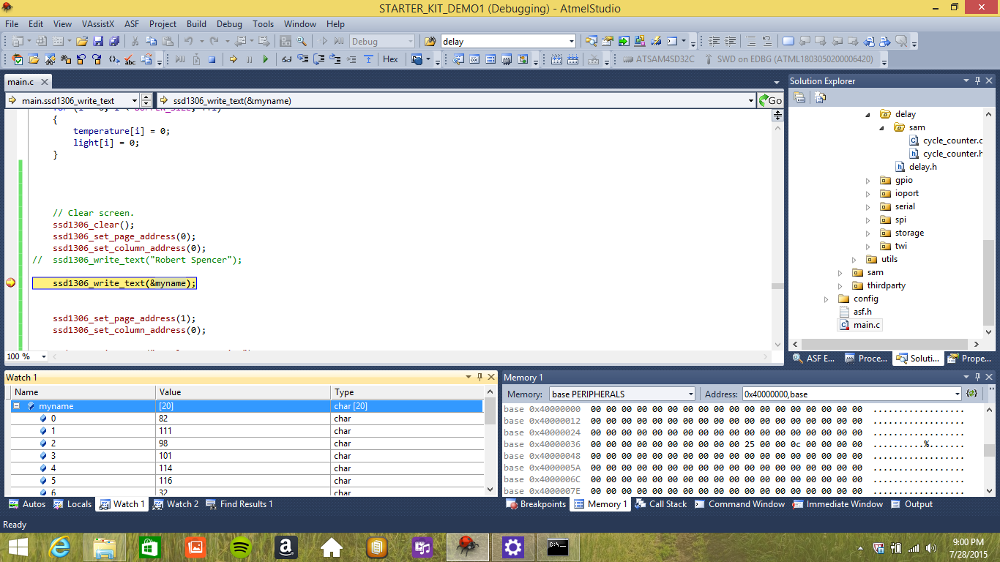 STARTER_KIT_DEMO1 (Debugging) - AtmelStudio
File Edit View VAssistX ASF Project Build Debug Tools Window Help
Debug delay
Hex ATSAM4SD32C SWD on EDBG (ATML1803050200006420)
main.c
main.ssd1306_write_text ssd1306_write_text(&myname) Go
{
temperature[i] = 0;
light[i] = 0;
}
// Clear screen.
ssd1306_clear();
ssd1306_set_page_address(0);
ssd1306_set_column_address(0);
// ssd1306_write_text("Robert Spencer");
ssd1306_write_text(&myname);
ssd1306_set_page_address(1);
ssd1306_set_column_address(0);
100 %
Solution Explorer
delay
sam
cycle_counter.c
cycle_counter.h
delay.h
gpio
ioport
serial
spi
storage
twi
utils
sam
thirdparty
config
asf.h
main.c
ASF E... Proce... Soluti... Prope...
Watch 1
Name Value Type
myname [20] char [20]
0 82 char
1 111 char
2 98 char
3 101 char
4 114 char
5 116 char
6 32 char
Autos Locals Watch 1 Watch 2 Find Results 1
Memory 1
Memory: base PERIPHERALS Address: 0x40000000,base
base 0x40000000 00 00 00 00 00 00 00 00 00 00 00 00 00 00 00 00 00 00 ..................
base 0x40000012 00 00 00 00 00 00 00 00 00 00 00 00 00 00 00 00 00 00 ..................
base 0x40000024 00 00 00 00 00 00 00 00 00 00 00 00 00 00 00 00 00 00 ..................
base 0x40000036 00 00 00 00 00 00 00 00 00 00 25 00 00 0c 00 00 00 00 ..........%.......
base 0x40000048 00 00 00 00 00 00 00 00 00 00 00 00 00 00 00 00 00 00 ..................
base 0x4000005A 00 00 00 00 00 00 00 00 00 00 00 00 00 00 00 00 00 00 ..................
base 0x4000006C 00 00 00 00 00 00 00 00 00 00 00 00 00 00 00 00 00 00 ..................
base 0x4000007E 00 00 00 00 00 00 00 00 00 00 00 00 00 00 00 00 00 00 ..................
Breakpoints Memory 1 Call Stack Command Window Immediate Window Output
Ready
9:00 PM
7/28/2015